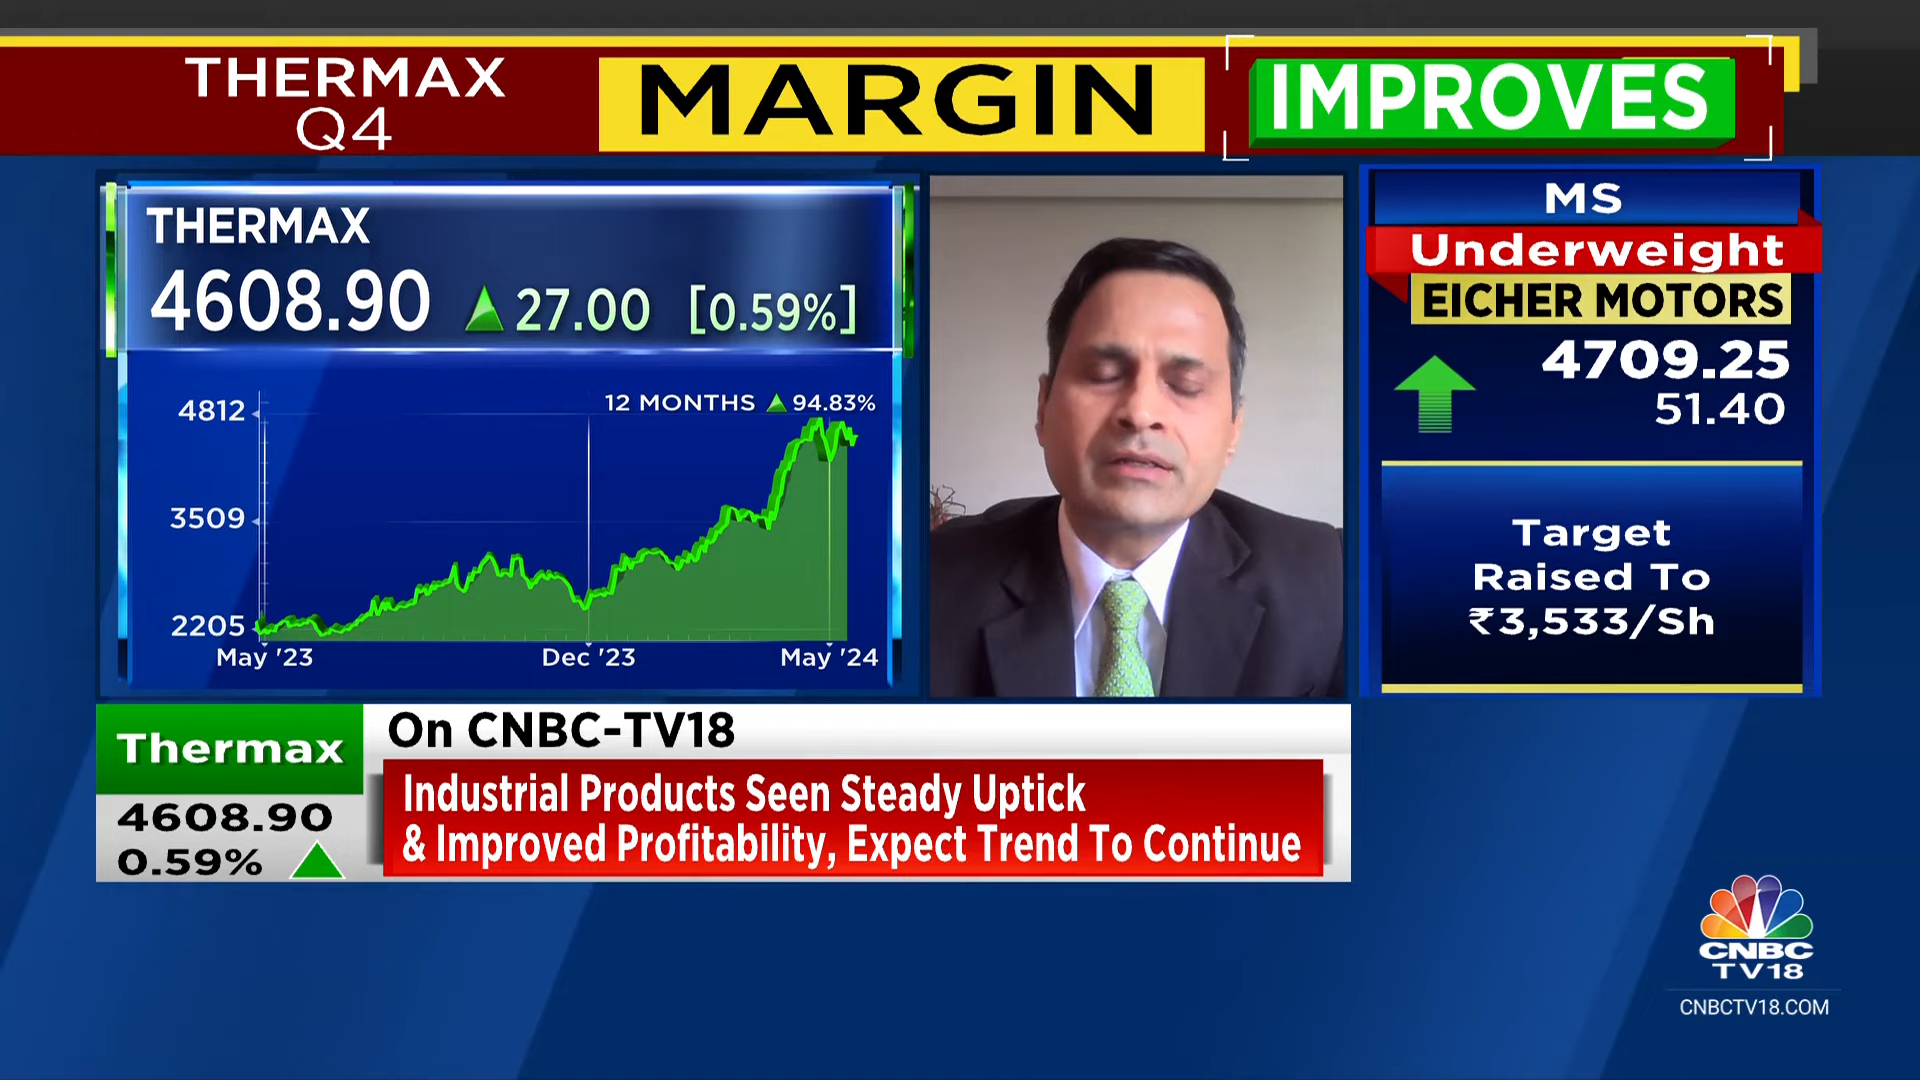 THERMAX
Q4
MARGIN
IMPROVES
THERMAX
4608.90 ▲ 27.00 [0.59%]
12 MONTHS ▲ 94.83%
4812
3509
2205
May '23
Dec '23
May '24
MS
Underweight
EICHER MOTORS
4709.25
51.40
Target
Raised To
₹3,533/Sh
Thermax
4608.90
0.59% ▲
On CNBC-TV18
Industrial Products Seen Steady Uptick
& Improved Profitability, Expect Trend To Continue
CNBC
TV18
CNBCTV18.COM